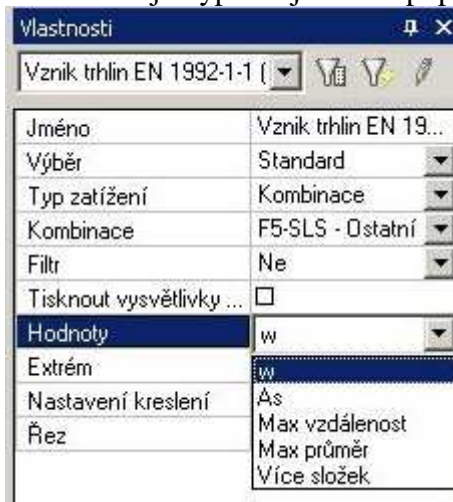 Vlastnosti
Vznik trhlin EN 1992-1-1 (
Jméno Vznik trhlin EN 19...
Výběr Standard
Typ zatížení Kombinace
Kombinace F5-SLS - Ostatní
Filtr Ne
Tisknout vysvětlivky ...
Hodnoty w
Extrém w
Nastavení kreslení As
Řez Max vzdálenost
Max průměr
Více složek